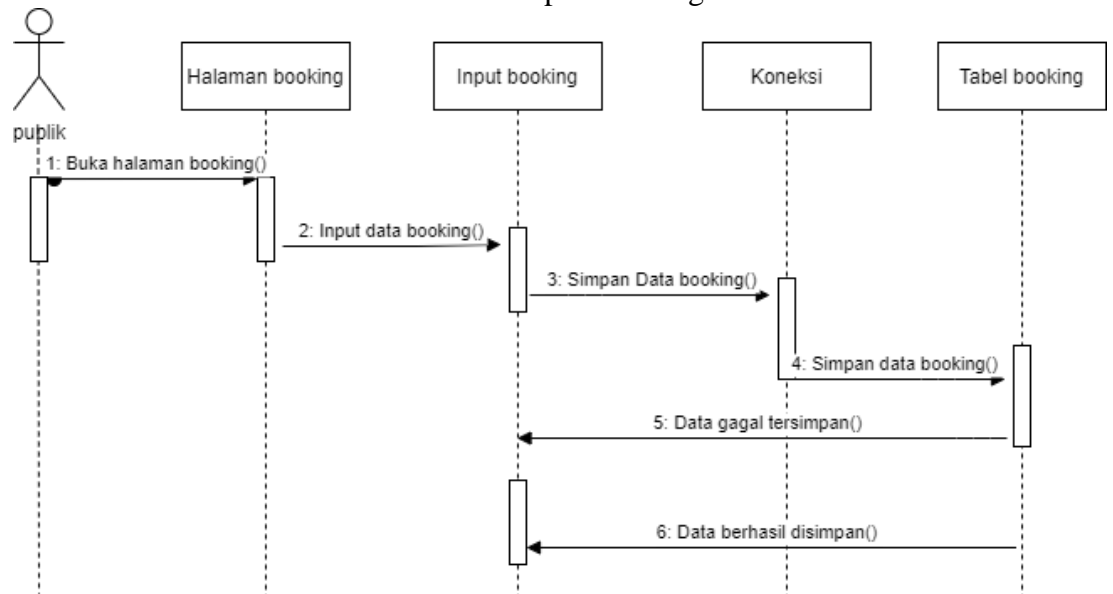 Halaman booking
Input booking
Koneksi
Tabel booking
publik
1: Buka halaman booking()
2: Input data booking()
3: Simpan Data booking()
4: Simpan data booking()
5: Data gagal tersimpan()
6: Data berhasil disimpan()